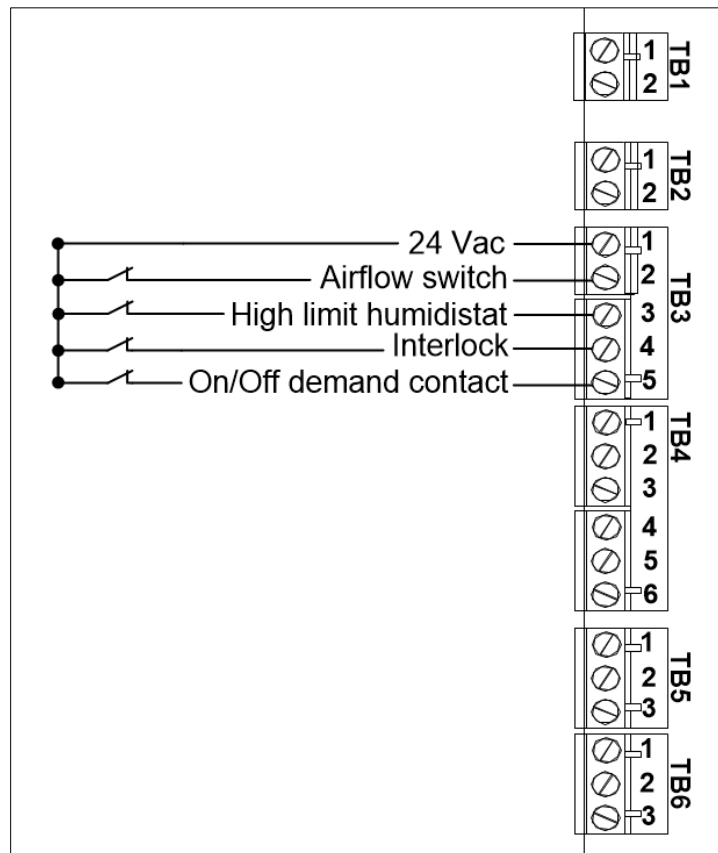 1
2
TB1
1
2
TB2
24 Vac
1
Airflow switch
2
High limit humidistat
3
TB3
Interlock
4
On/Off demand contact
5
1
TB4
2
3
4
5
6
1
2
TB5
3
1
2
TB6
3